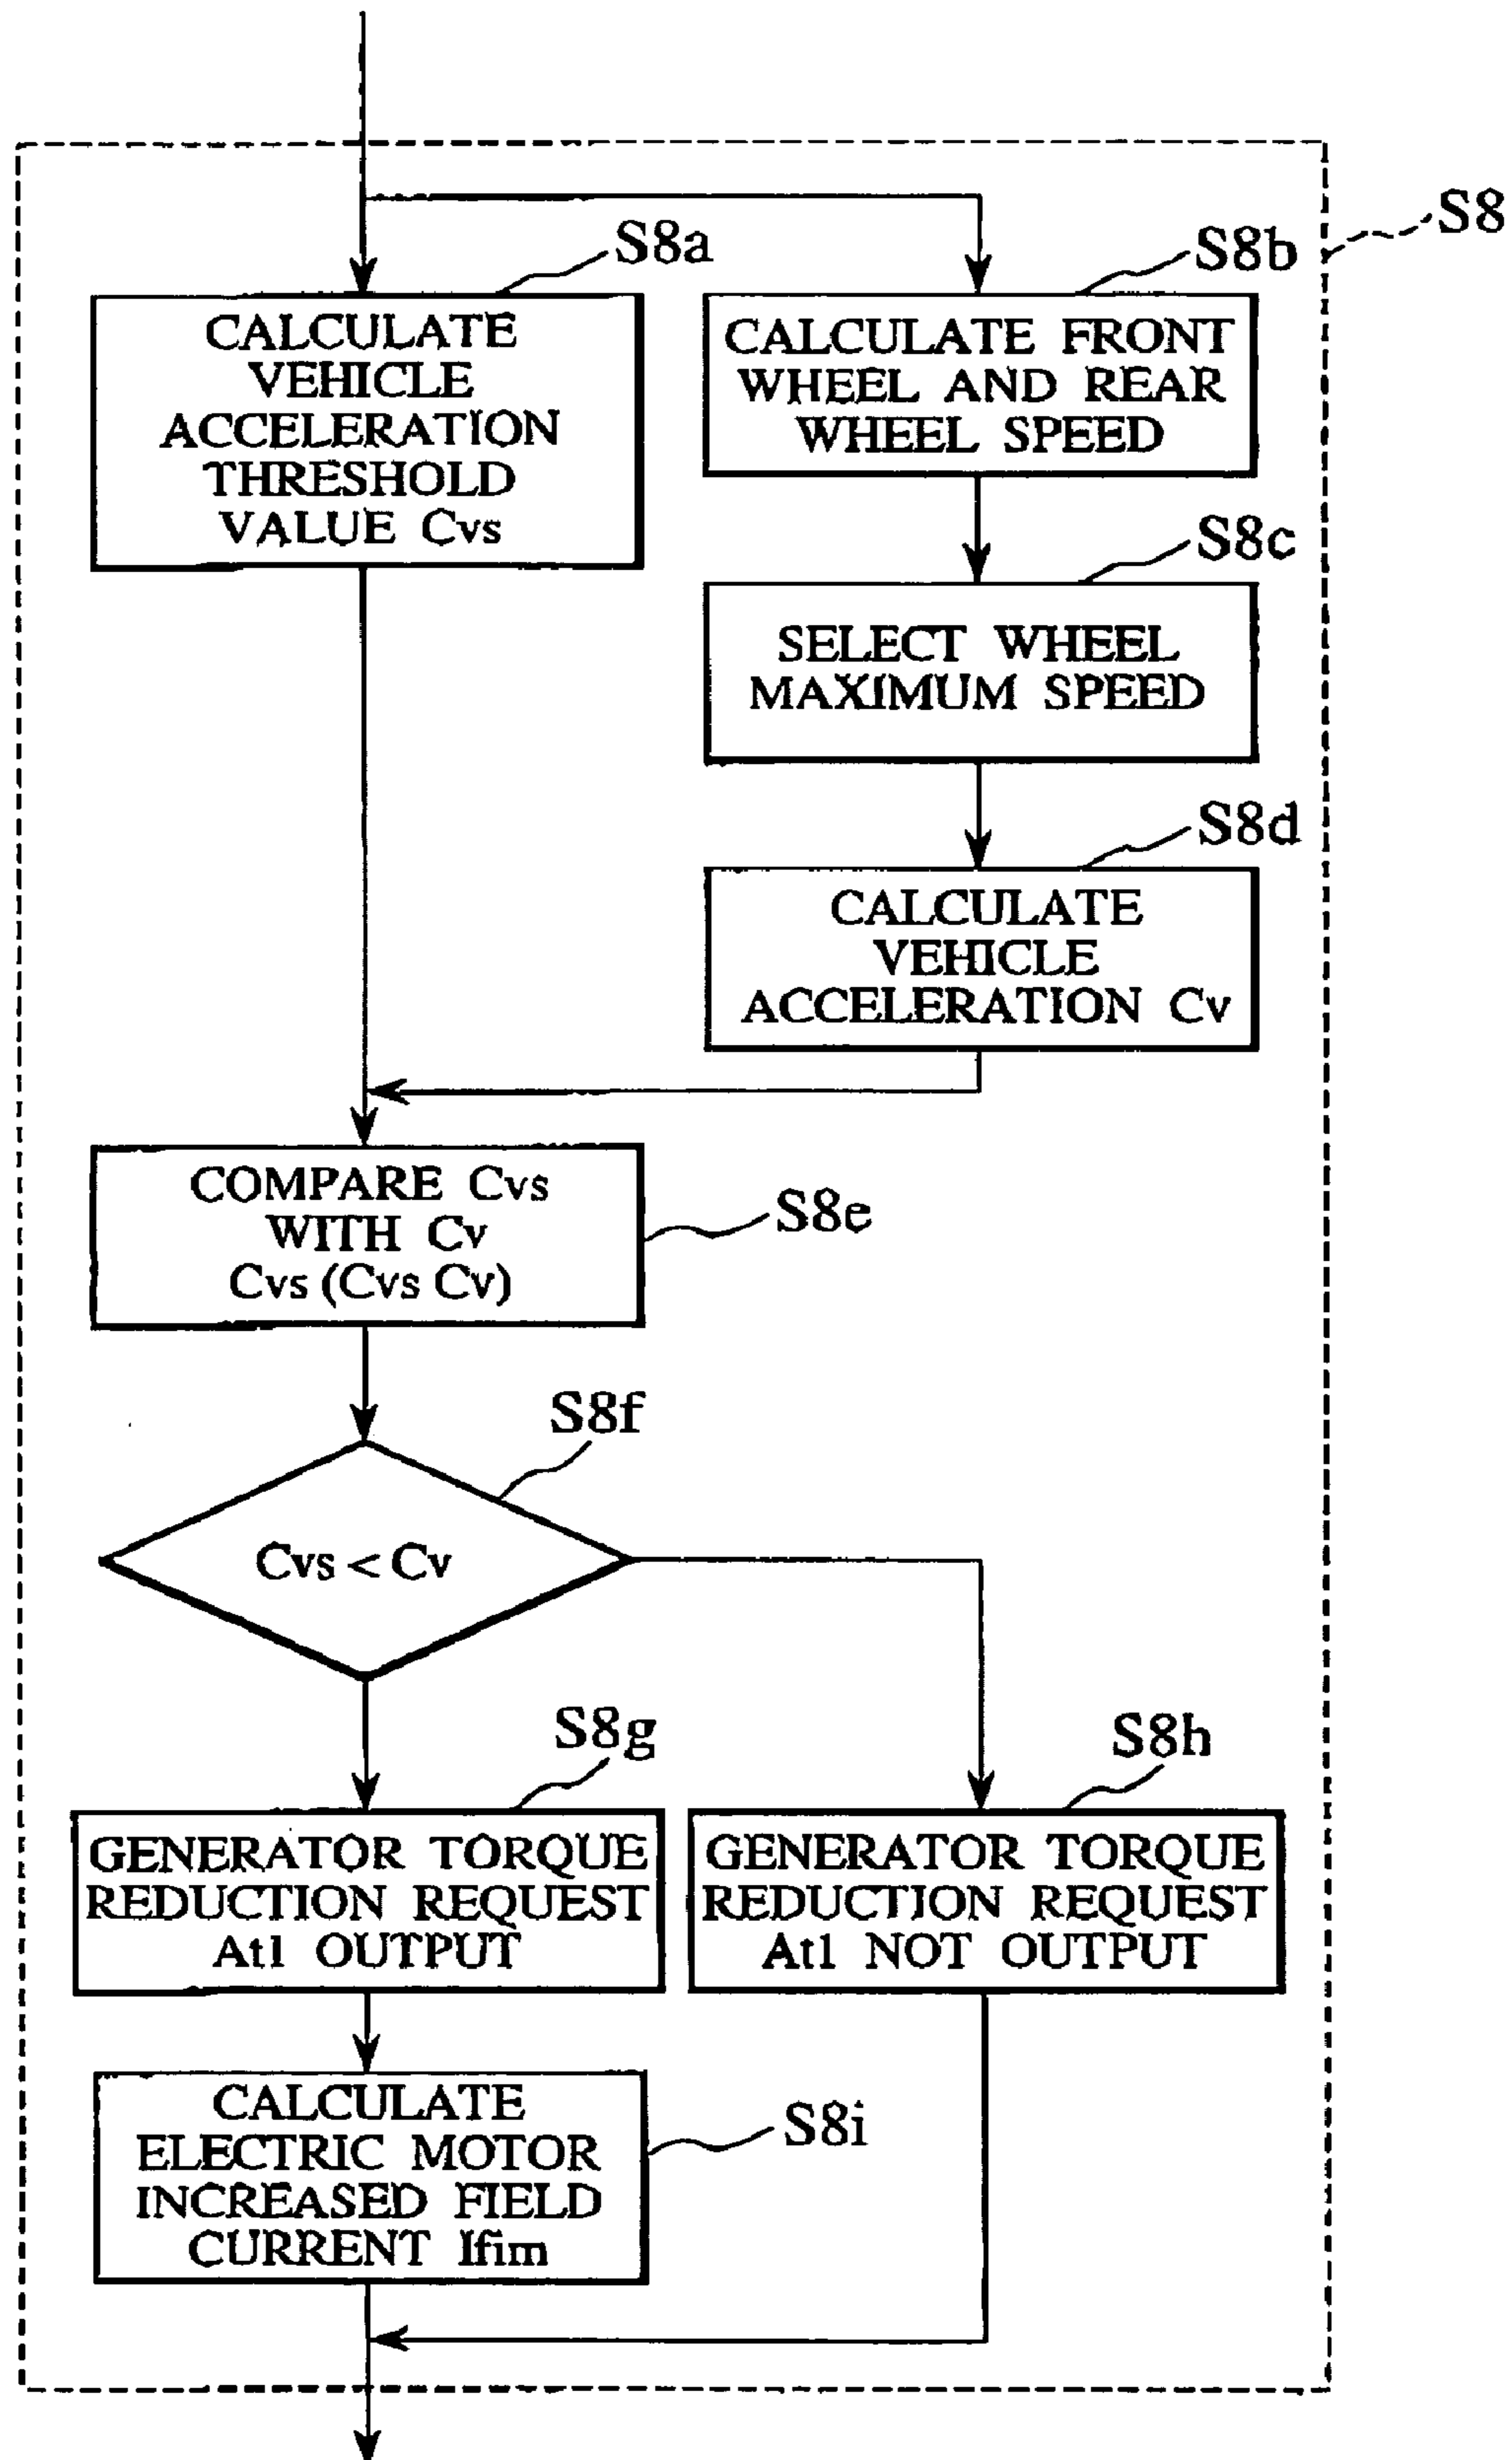 S8
S8a
CALCULATE
VEHICLE
ACCELERATION
THRESHOLD
VALUE Cvs
S8b
CALCULATE FRONT
WHEEL AND REAR
WHEEL SPEED
S8c
SELECT WHEEL
MAXIMUM SPEED
S8d
CALCULATE
VEHICLE
ACCELERATION Cv
COMPARE Cvs
WITH Cv
Cvs (Cvs Cv)
S8e
S8f
Cvs < Cv
S8g
GENERATOR TORQUE
REDUCTION REQUEST
At1 OUTPUT
S8h
GENERATOR TORQUE
REDUCTION REQUEST
At1 NOT OUTPUT
CALCULATE
ELECTRIC MOTOR
INCREASED FIELD
CURRENT Ifim
S8i